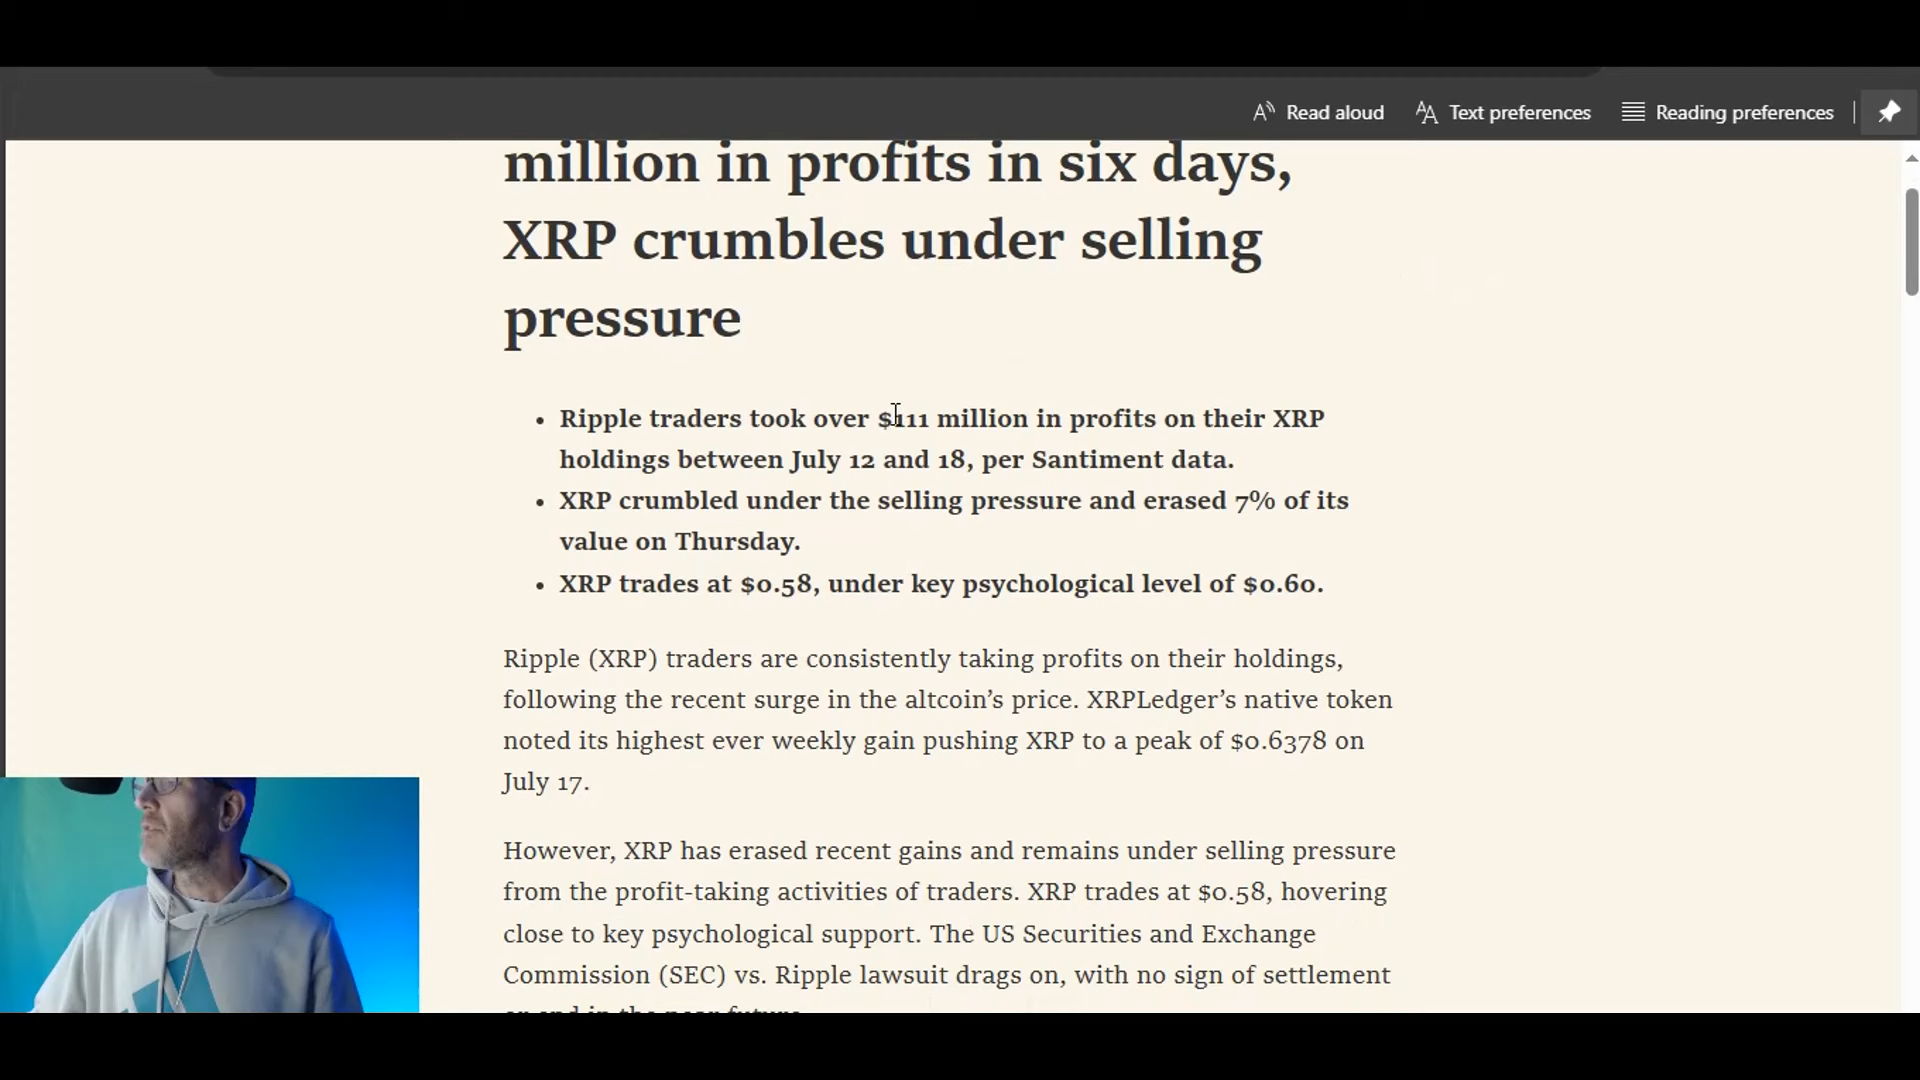 Read aloud
Text preferences
Reading preferences
million in profits in six days,
XRP crumbles under selling
pressure
• Ripple traders took over $111 million in profits on their XRP
holdings between July 12 and 18, per Santiment data.
• XRP crumbled under the selling pressure and erased 7% of its
value on Thursday.
• XRP trades at $0.58, under key psychological level of $0.60.
Ripple (XRP) traders are consistently taking profits on their holdings,
following the recent surge in the altcoin’s price. XRPLedger’s native token
noted its highest ever weekly gain pushing XRP to a peak of $0.6378 on
July 17.
However, XRP has erased recent gains and remains under selling pressure
from the profit-taking activities of traders. XRP trades at $0.58, hovering
close to key psychological support. The US Securities and Exchange
Commission (SEC) vs. Ripple lawsuit drags on, with no sign of settlement
or end in the near future.